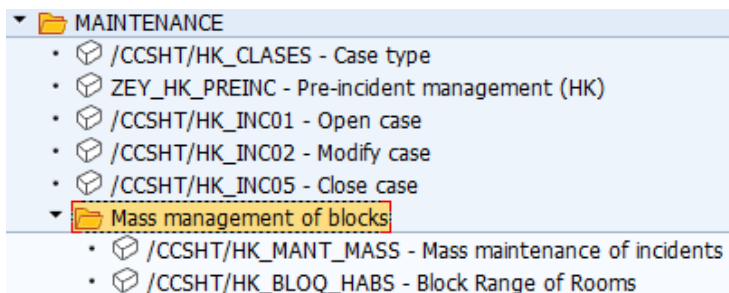 MAINTENANCE
/CCSHT/HK_CLASES - Case type
ZEY_HK_PREINC - Pre-incident management (HK)
/CCSHT/HK_INC01 - Open case
/CCSHT/HK_INC02 - Modify case
/CCSHT/HK_INC05 - Close case
Mass management of blocks
/CCSHT/HK_MANT_MASS - Mass maintenance of incidents
/CCSHT/HK_BLOQ_HABS - Block Range of Rooms